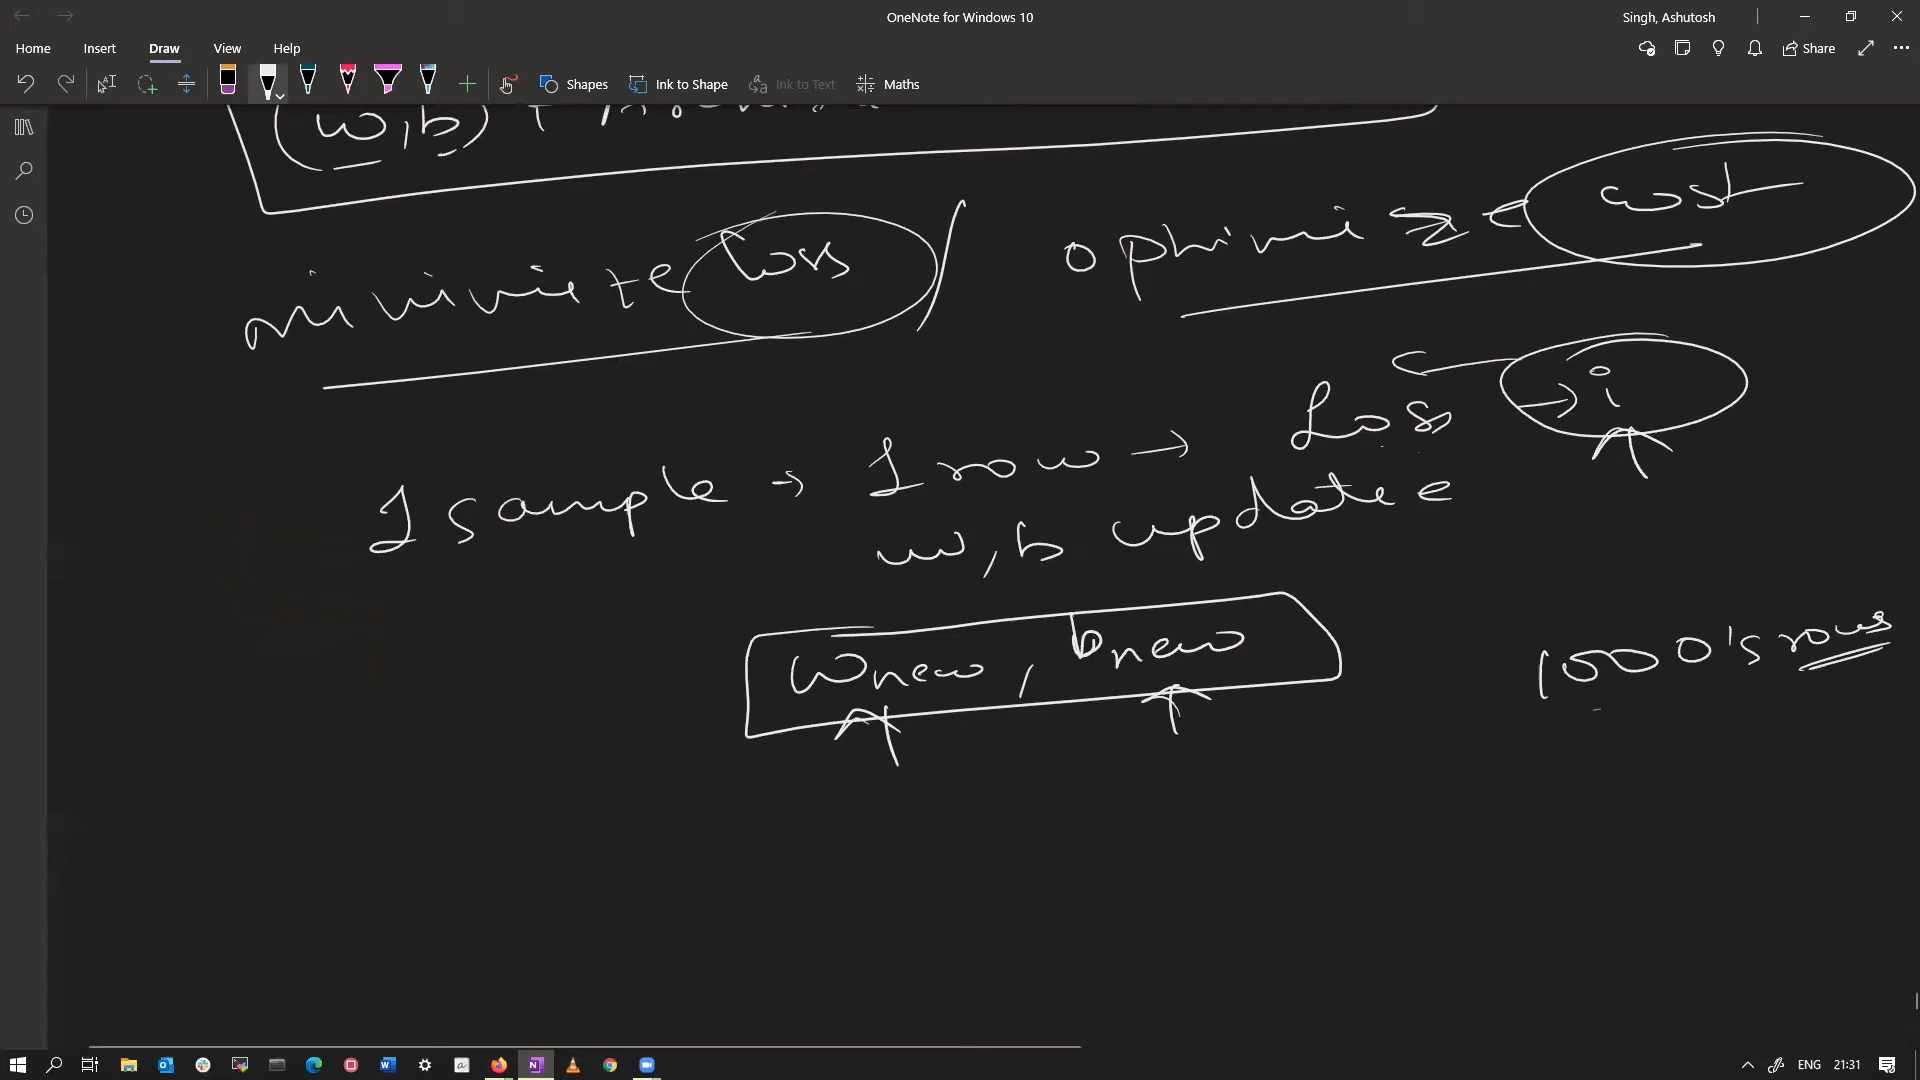 OneNote for Windows 10
Singh, Ashutosh
Home Insert Draw View Help
Share
Shapes
Ink to Shape
Ink to Text
Maths
(w, b)
minimize loss / optimize cost
1 sample → 1 row → Loss → i
w, b update
wnew, bnew
1000's rows
ENG 21:31